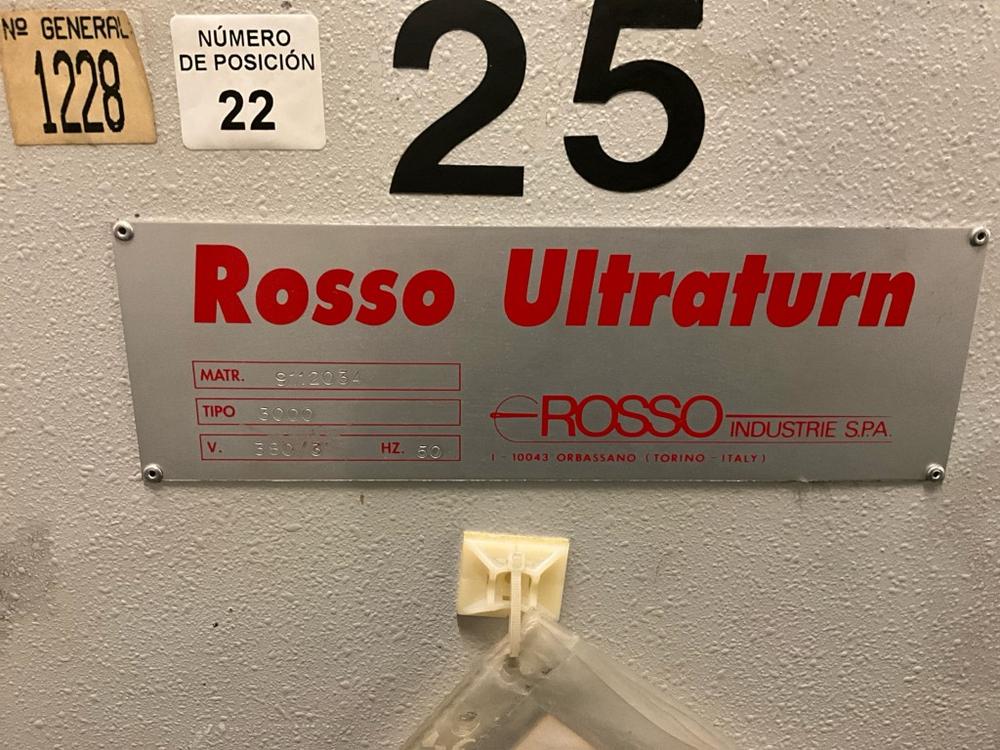 Nº GENERAL
1228
NÚMERO
DE POSICIÓN
22
25
Rosso Ultraturn
MATR. 9112034
TIPO 3000
V. 380/3 HZ. 50
ROSSO INDUSTRIE S.P.A.
I - 10043 ORBASSANO (TORINO - ITALY)